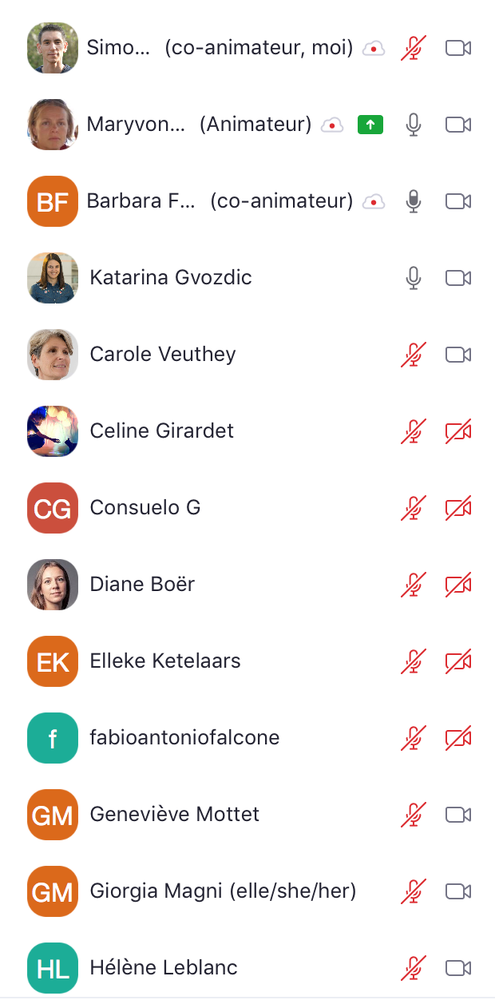 Simo... (co-animateur, moi)
Maryvon... (Animateur)
BF Barbara F... (co-animateur)
Katarina Gvozdic
Carole Veuthey
Celine Girardet
CG Consuelo G
Diane Boër
EK Elleke Ketelaars
f fabioantoniofalcone
GM Geneviève Mottet
GM Giorgia Magni (elle/she/her)
HL Hélène Leblanc